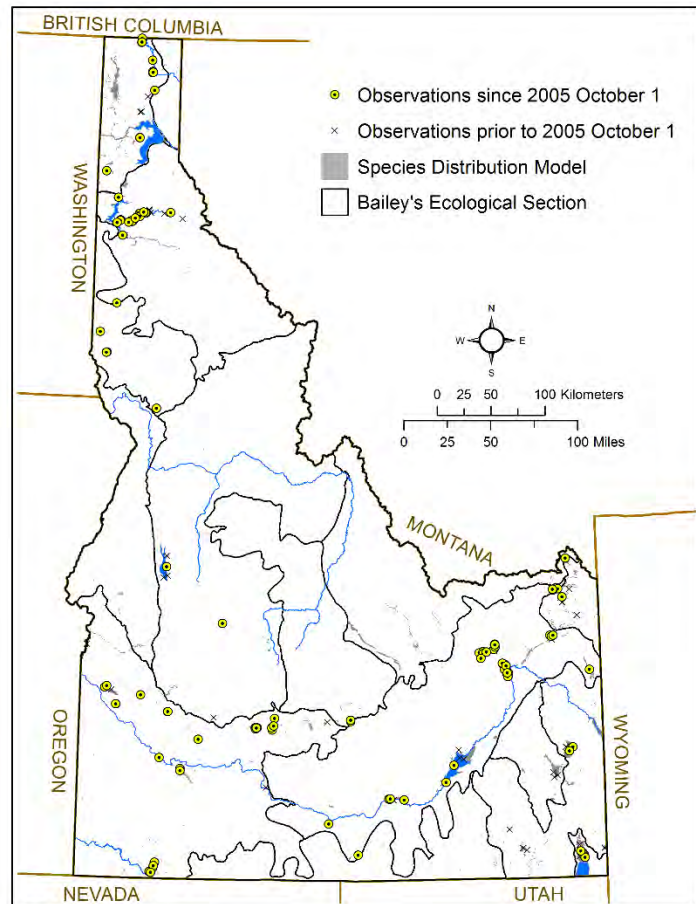 BRITISH COLUMBIA
Observations since 2005 October 1
Observations prior to 2005 October 1
Species Distribution Model
Bailey's Ecological Section
WASHINGTON
N
W E
S
0 25 50 100 Kilometers
0 25 50 100 Miles
MONTANA
OREGON
WYOMING
NEVADA
UTAH